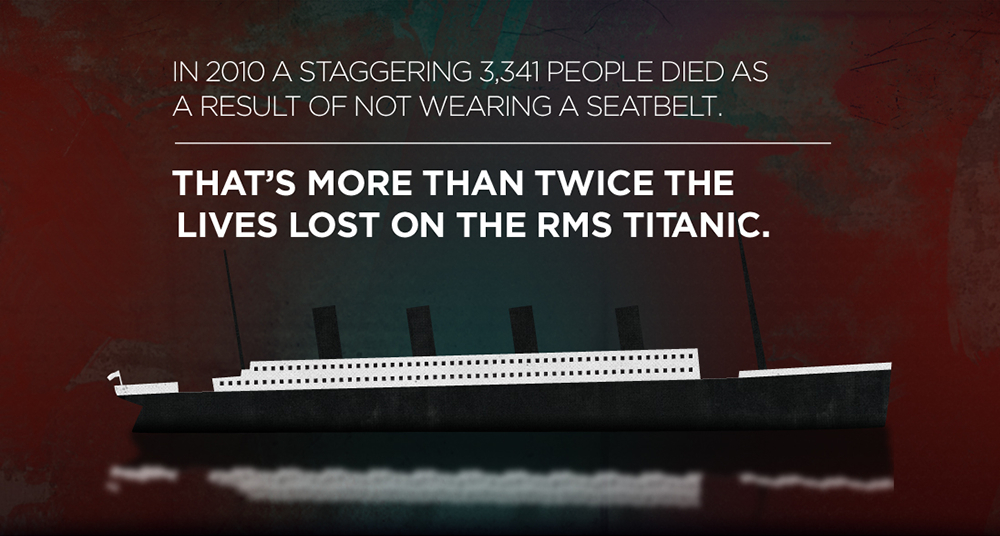 IN 2010 A STAGGERING 3,341 PEOPLE DIED AS
A RESULT OF NOT WEARING A SEATBELT.
THAT'S MORE THAN TWICE THE
LIVES LOST ON THE RMS TITANIC.